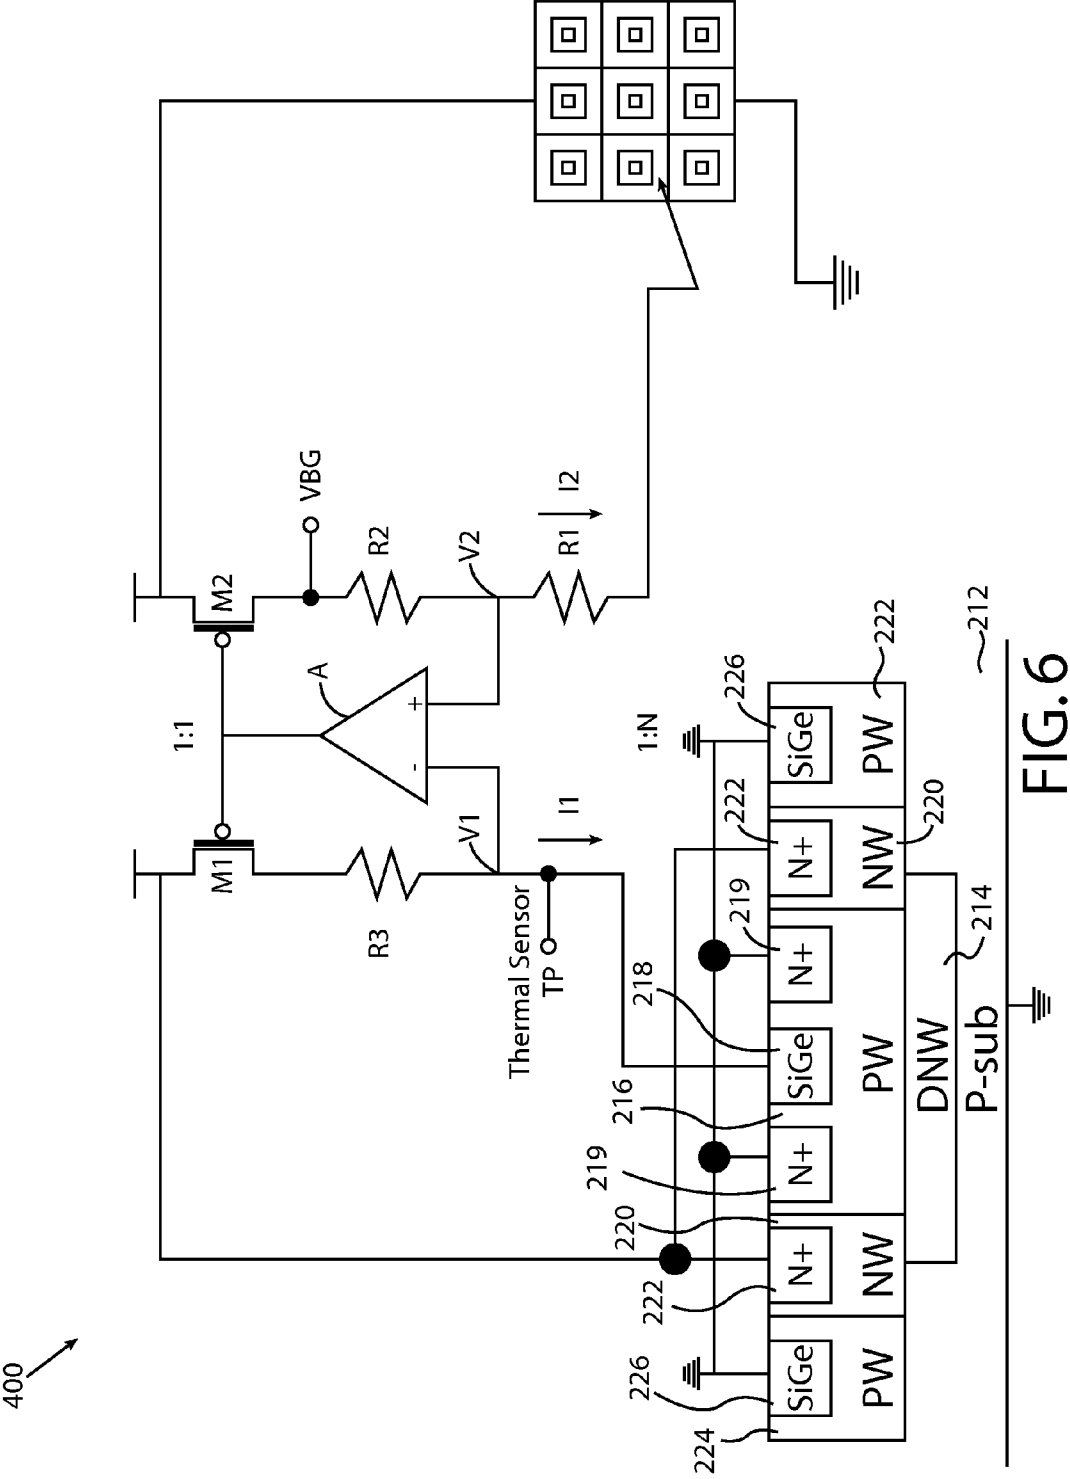 400
M1
1:1
M2
A
VBG
R3
R2
-
+
V1
V2
Thermal Sensor
TP
I1
I2
R1
1:N
226
222
220
219
216
218
219
222
226
222
224
SiGe
N+
N+
SiGe
N+
N+
SiGe
PW
NW
PW
NW
PW
220
DNW
214
P-sub
212
FIG.6